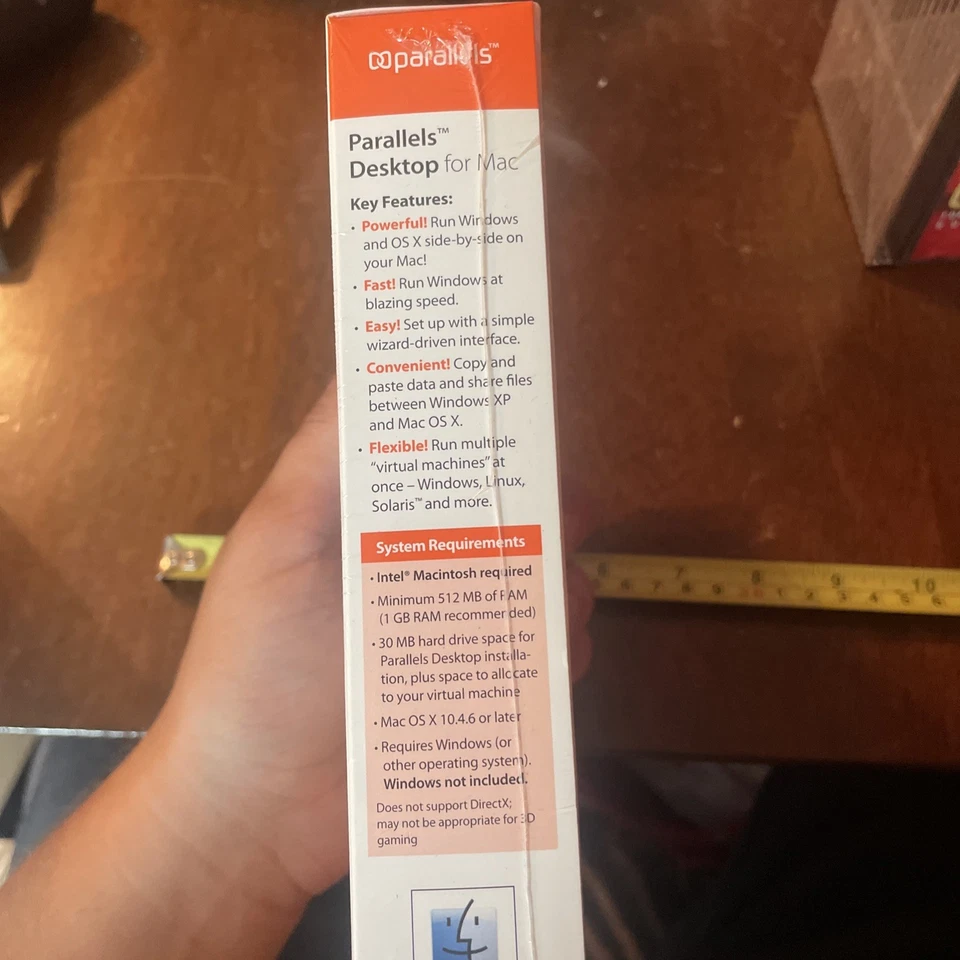 parallels™
Parallels™
Desktop for Mac
Key Features:
• Powerful! Run Windows
and OS X side-by-side on
your Mac!
• Fast! Run Windows at
blazing speed.
• Easy! Set up with a simple
wizard-driven interface.
• Convenient! Copy and
paste data and share files
between Windows XP
and Mac OS X.
• Flexible! Run multiple
“virtual machines” at
once – Windows, Linux,
Solaris™ and more.
System Requirements
• Intel® Macintosh required
• Minimum 512 MB of RAM
(1 GB RAM recommended)
• 30 MB hard drive space for
Parallels Desktop installa-
tion, plus space to allocate
to your virtual machine
• Mac OS X 10.4.6 or later
• Requires Windows (or
other operating system).
Windows not included.
Does not support DirectX;
may not be appropriate for 3D
gaming
6 7 8 9 10